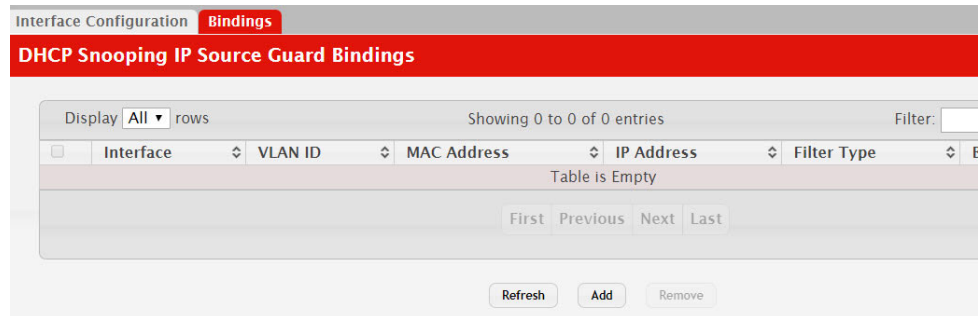 Interface Configuration Bindings
DHCP Snooping IP Source Guard Bindings
Display All rows Showing 0 to 0 of 0 entries Filter:
Interface VLAN ID MAC Address IP Address Filter Type
Table is Empty
First Previous Next Last
Refresh Add Remove